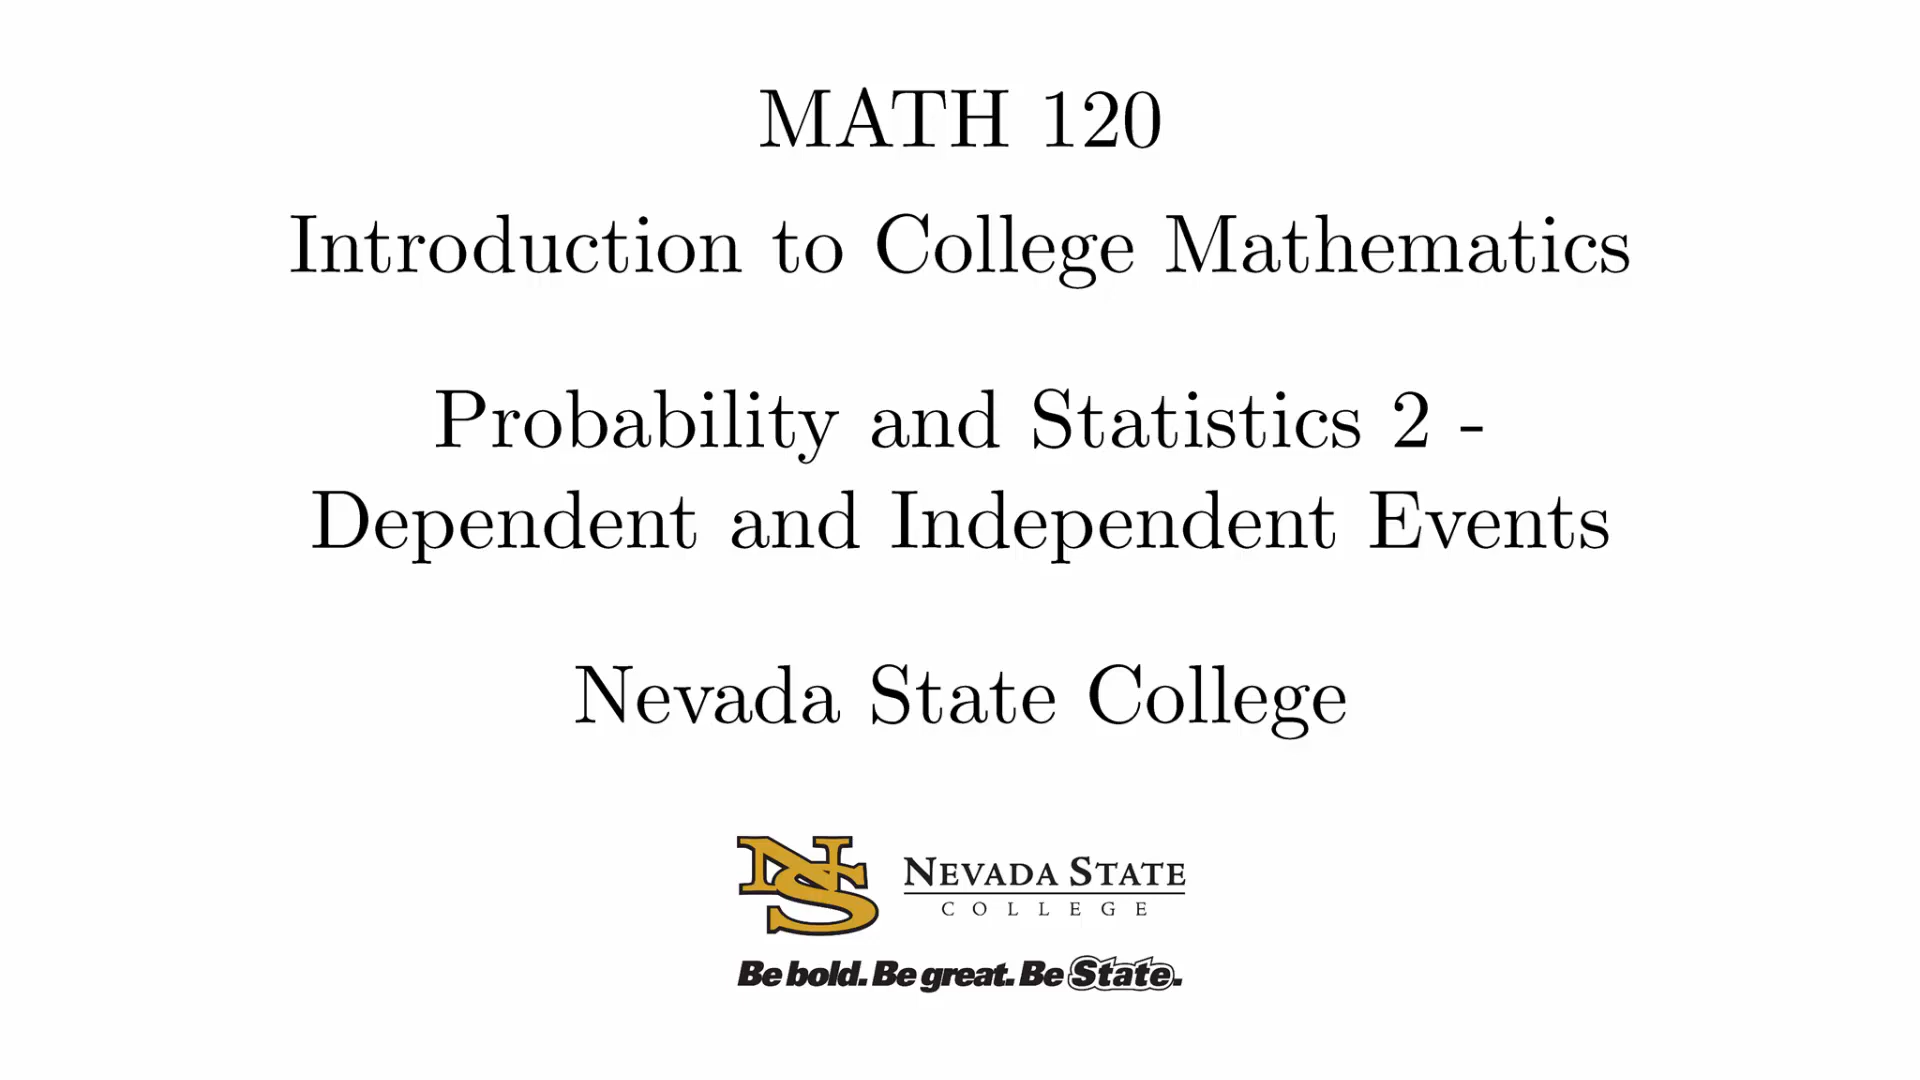 MATH 120
Introduction to College Mathematics
Probability and Statistics 2 -
Dependent and Independent Events
Nevada State College
NS
NEVADA STATE
COLLEGE
Be bold. Be great. Be State.